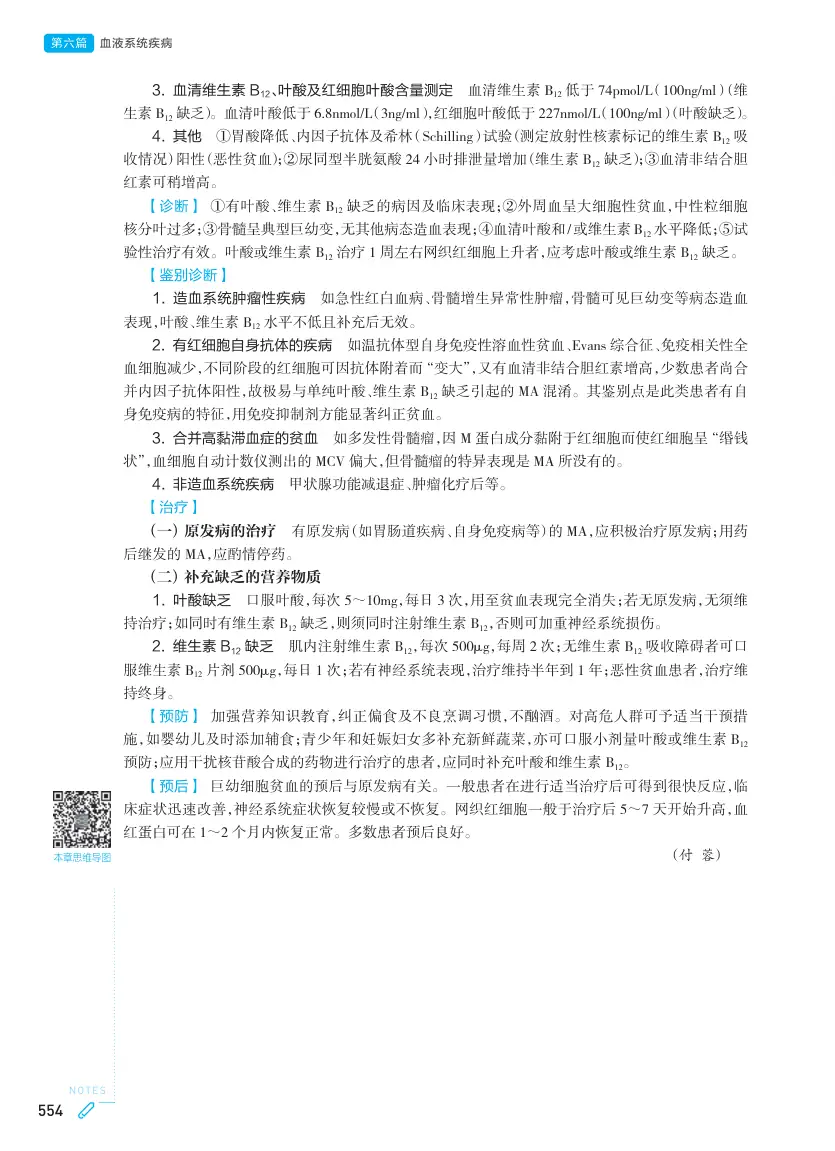 第六篇 血液系统疾病
3. 血清维生素 B12、叶酸及红细胞叶酸含量测定 血清维生素 B12 低于 74pmol/L(100ng/ml)(维
生素 B12 缺乏)。血清叶酸低于 6.8nmol/L(3ng/ml),红细胞叶酸低于 227nmol/L(100ng/ml)(叶酸缺乏)。
4. 其他 ①胃酸降低、内因子抗体及希林(Schilling)试验(测定放射性核素标记的维生素 B12 吸
收情况)阳性(恶性贫血);②尿同型半胱氨酸 24 小时排泄量增加(维生素 B12 缺乏);③血清非结合胆
红素可稍增高。
【诊断】 ①有叶酸、维生素 B12 缺乏的病因及临床表现;②外周血呈大细胞性贫血,中性粒细胞
核分叶过多;③骨髓呈典型巨幼变,无其他病态造血表现;④血清叶酸和/或维生素 B12 水平降低;⑤试
验性治疗有效。叶酸或维生素 B12 治疗 1 周左右网织红细胞上升者,应考虑叶酸或维生素 B12 缺乏。
【鉴别诊断】
1. 造血系统肿瘤性疾病 如急性红白血病、骨髓增生异常性肿瘤,骨髓可见巨幼变等病态造血
表现,叶酸、维生素 B12 水平不低且补充后无效。
2. 有红细胞自身抗体的疾病 如温抗体型自身免疫性溶血性贫血、Evans 综合征、免疫相关性全
血细胞减少,不同阶段的红细胞可因抗体附着而“变大”,又有血清非结合胆红素增高,少数患者尚合
并内因子抗体阳性,故极易与单纯叶酸、维生素 B12 缺乏引起的 MA 混淆。其鉴别点是此类患者有自
身免疫病的特征,用免疫抑制剂方能显著纠正贫血。
3. 合并高黏滞血症的贫血 如多发性骨髓瘤,因 M 蛋白成分黏附于红细胞而使红细胞呈“缗钱
状”,血细胞自动计数仪测出的 MCV 偏大,但骨髓瘤的特异表现是 MA 所没有的。
4. 非造血系统疾病 甲状腺功能减退症、肿瘤化疗后等。
【治疗】
(一) 原发病的治疗 有原发病(如胃肠道疾病、自身免疫病等)的 MA,应积极治疗原发病;用药
后继发的 MA,应酌情停药。
(二) 补充缺乏的营养物质
1. 叶酸缺乏 口服叶酸,每次 5～10mg,每日 3 次,用至贫血表现完全消失;若无原发病,无须维
持治疗;如同时有维生素 B12 缺乏,则须同时注射维生素 B12,否则可加重神经系统损伤。
2. 维生素 B12 缺乏 肌内注射维生素 B12,每次 500μg,每周 2 次;无维生素 B12 吸收障碍者可口
服维生素 B12 片剂 500μg,每日 1 次;若有神经系统表现,治疗维持半年到 1 年;恶性贫血患者,治疗维
持终身。
【预防】 加强营养知识教育,纠正偏食及不良烹调习惯,不酗酒。对高危人群可予适当干预措
施,如婴幼儿及时添加辅食;青少年和妊娠妇女多补充新鲜蔬菜,亦可口服小剂量叶酸或维生素 B12
预防;应用干扰核苷酸合成的药物进行治疗的患者,应同时补充叶酸和维生素 B12。
【预后】 巨幼细胞贫血的预后与原发病有关。一般患者在进行适当治疗后可得到很快反应,临
床症状迅速改善,神经系统症状恢复较慢或不恢复。网织红细胞一般于治疗后 5～7 天开始升高,血
红蛋白可在 1～2 个月内恢复正常。多数患者预后良好。
(付 蓉)
本章思维导图
NOTES
554